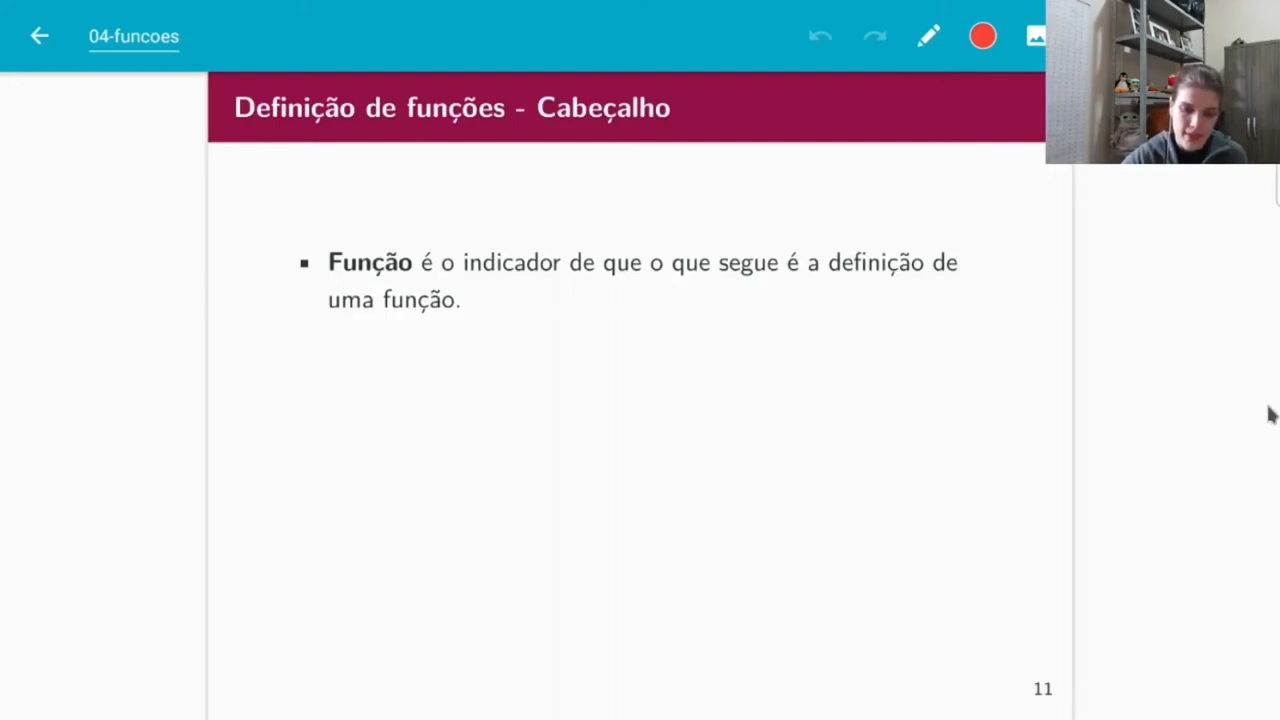 04-funcoes
Definição de funções - Cabeçalho
▪ Função é o indicador de que o que segue é a definição de
uma função.
11